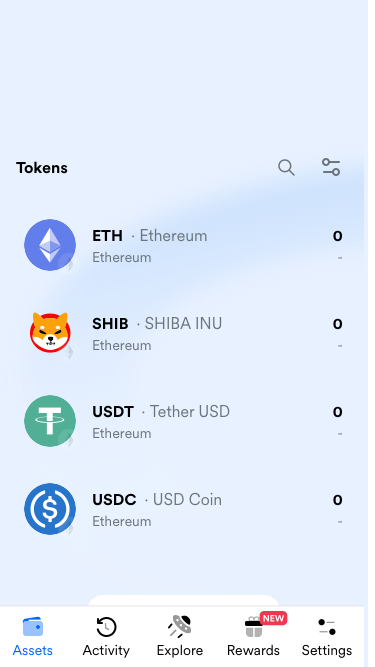 Tokens
ETH · Ethereum 0
Ethereum -
SHIB · SHIBA INU 0
Ethereum -
USDT · Tether USD 0
Ethereum -
USDC · USD Coin 0
Ethereum -
NEW
Assets Activity Explore Rewards Settings